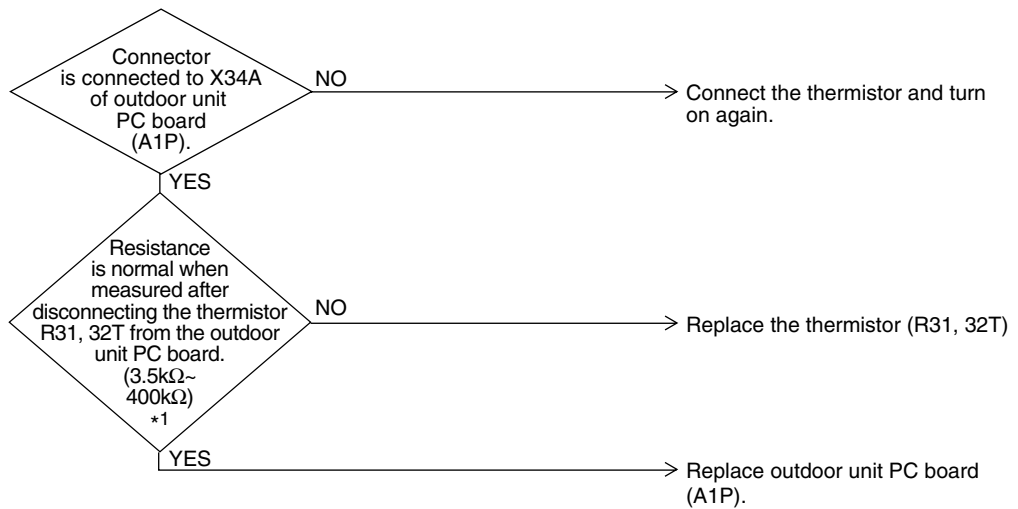 Connector
is connected to X34A
of outdoor unit
PC board
(A1P).
NO
Connect the thermistor and turn
on again.
YES
Resistance
is normal when
measured after
disconnecting the thermistor
R31, 32T from the outdoor
unit PC board.
(3.5kΩ~
400kΩ)
*1
NO
Replace the thermistor (R31, 32T)
YES
Replace outdoor unit PC board
(A1P).